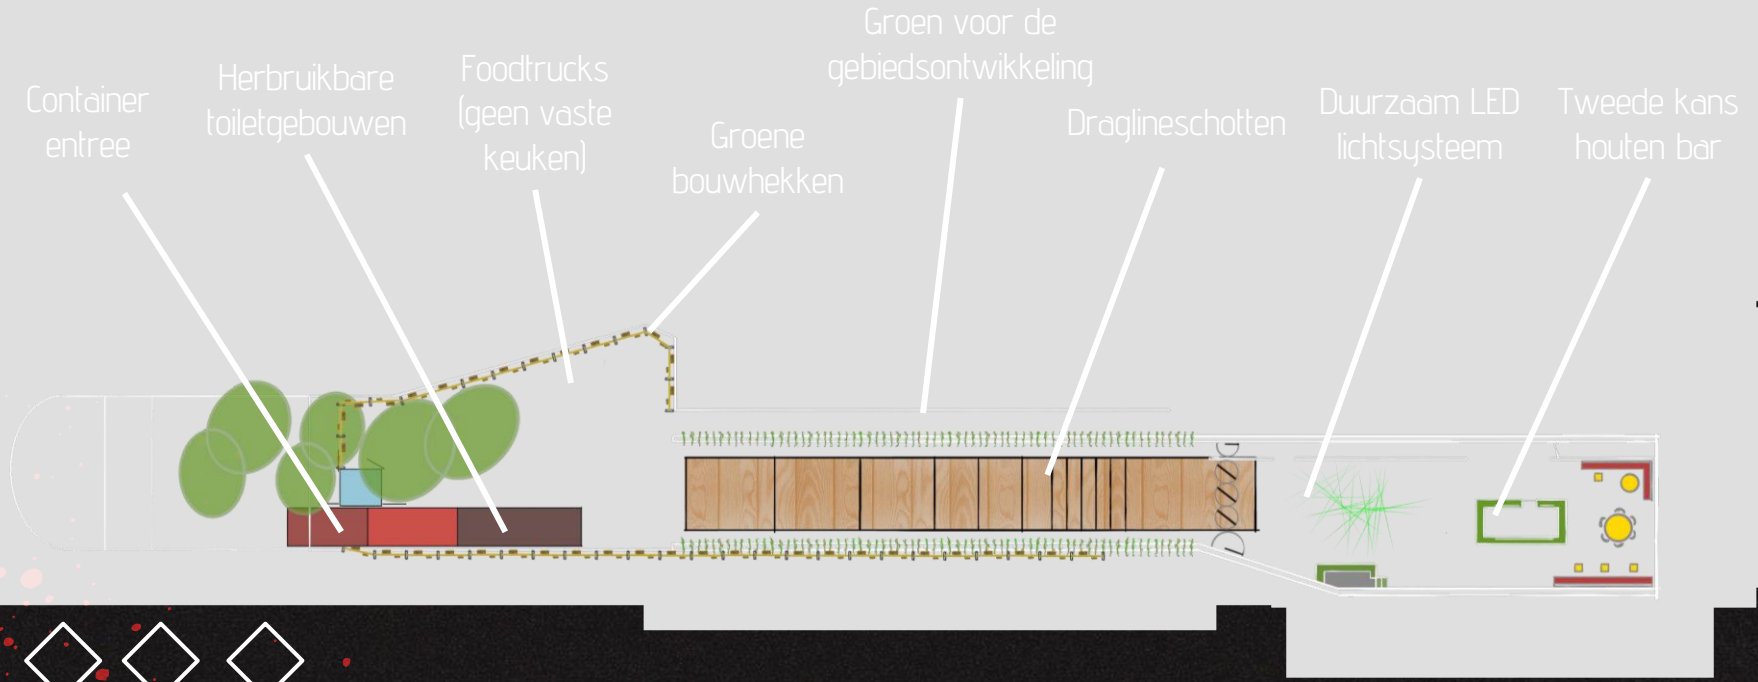 Container
entree
Herbruikbare
toiletgebouwen
Foodtrucks
(geen vaste
keuken)
Groene
bouwhekken
Groen voor de
gebiedsontwikkeling
Draglineschotten
Duurzaam LED
lichtsysteem
Tweede kans
houten bar